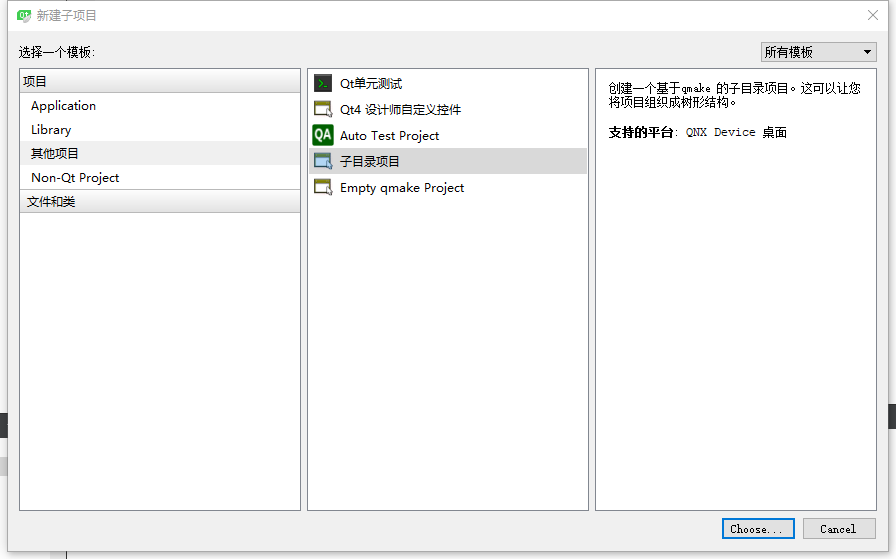 新建子项目
选择一个模板:
所有模板
项目
Application
Library
其他项目
Non-Qt Project
文件和类
Qt单元测试
Qt4 设计师自定义控件
Auto Test Project
子目录项目
Empty qmake Project
创建一个基于qmake 的子目录项目。这可以让您
将项目组织成树形结构。
支持的平台: QNX Device 桌面
Choose...
Cancel